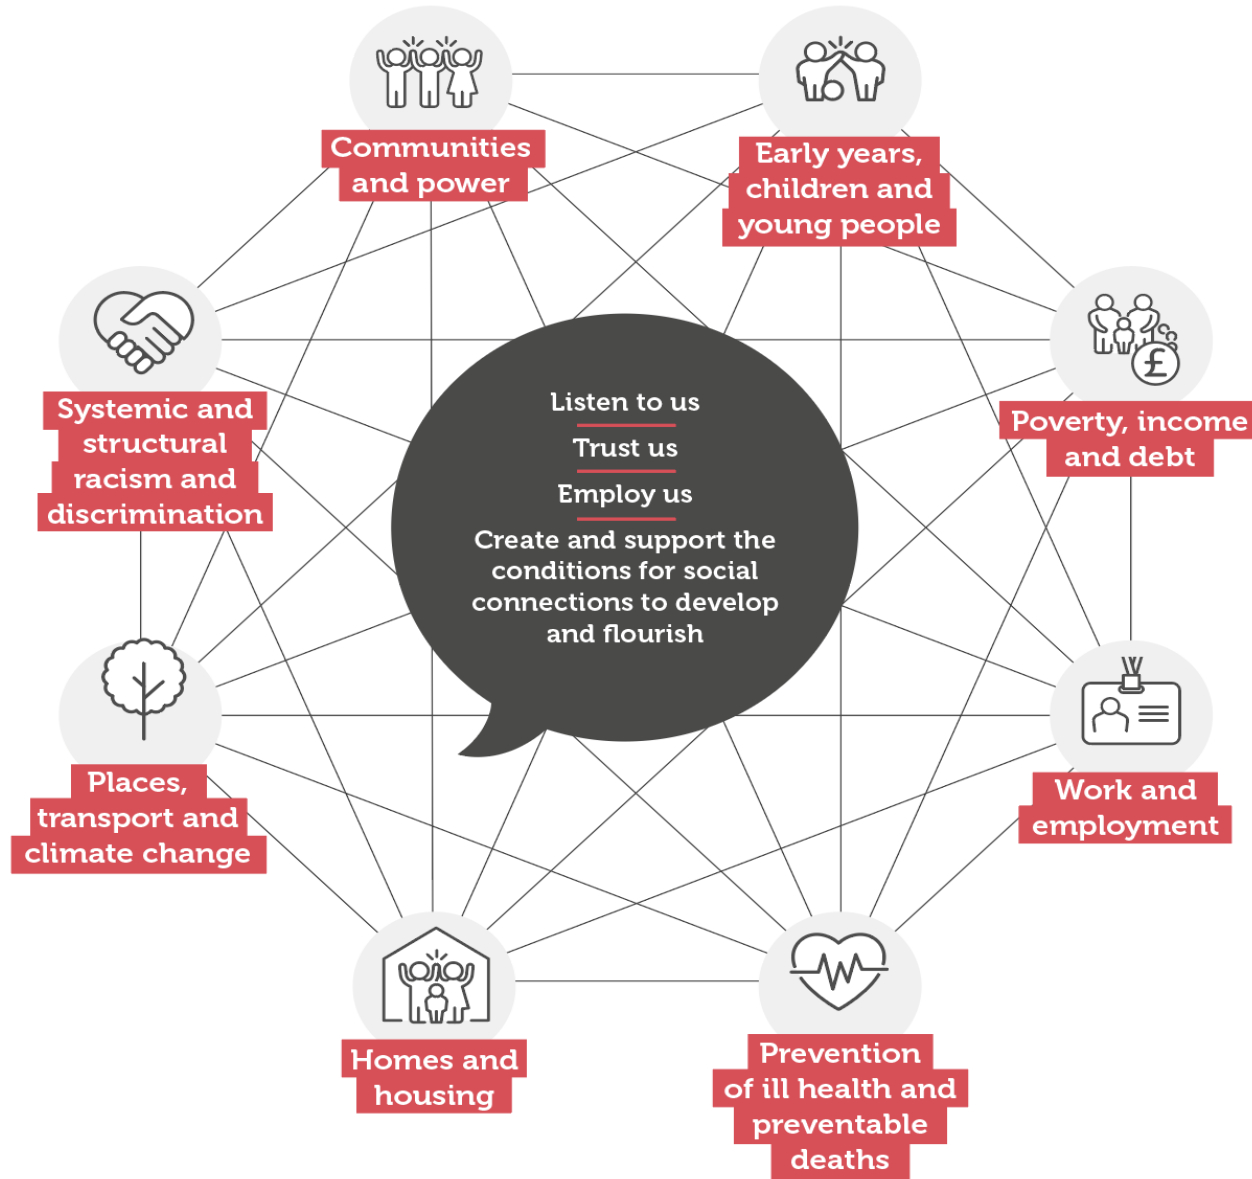 Communities
and power
Early years,
children and
young people
Systemic and
structural
racism and
discrimination
Poverty, income
and debt
£
Listen to us
Trust us
Employ us
Create and support the
conditions for social
connections to develop
and flourish
Places,
transport and
climate change
Work and
employment
Homes and
housing
Prevention
of ill health and
preventable
deaths